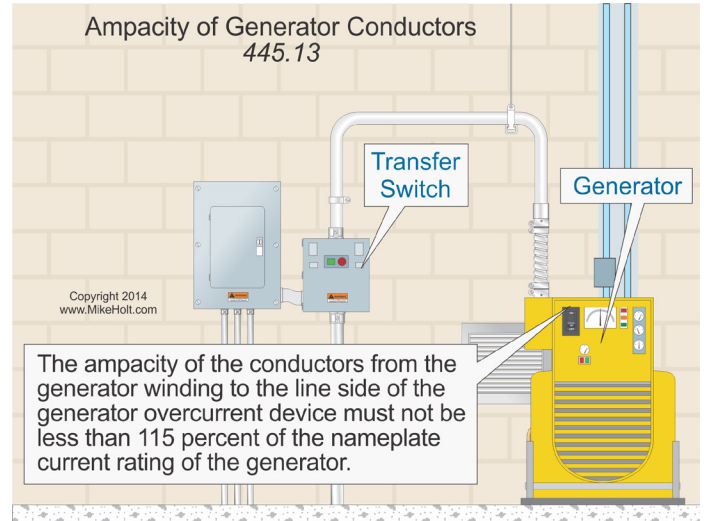 Ampacity of Generator Conductors
445.13
Transfer
Switch
Generator
Copyright 2014
www.MikeHolt.com
The ampacity of the conductors from the
generator winding to the line side of the
generator overcurrent device must not be
less than 115 percent of the nameplate
current rating of the generator.